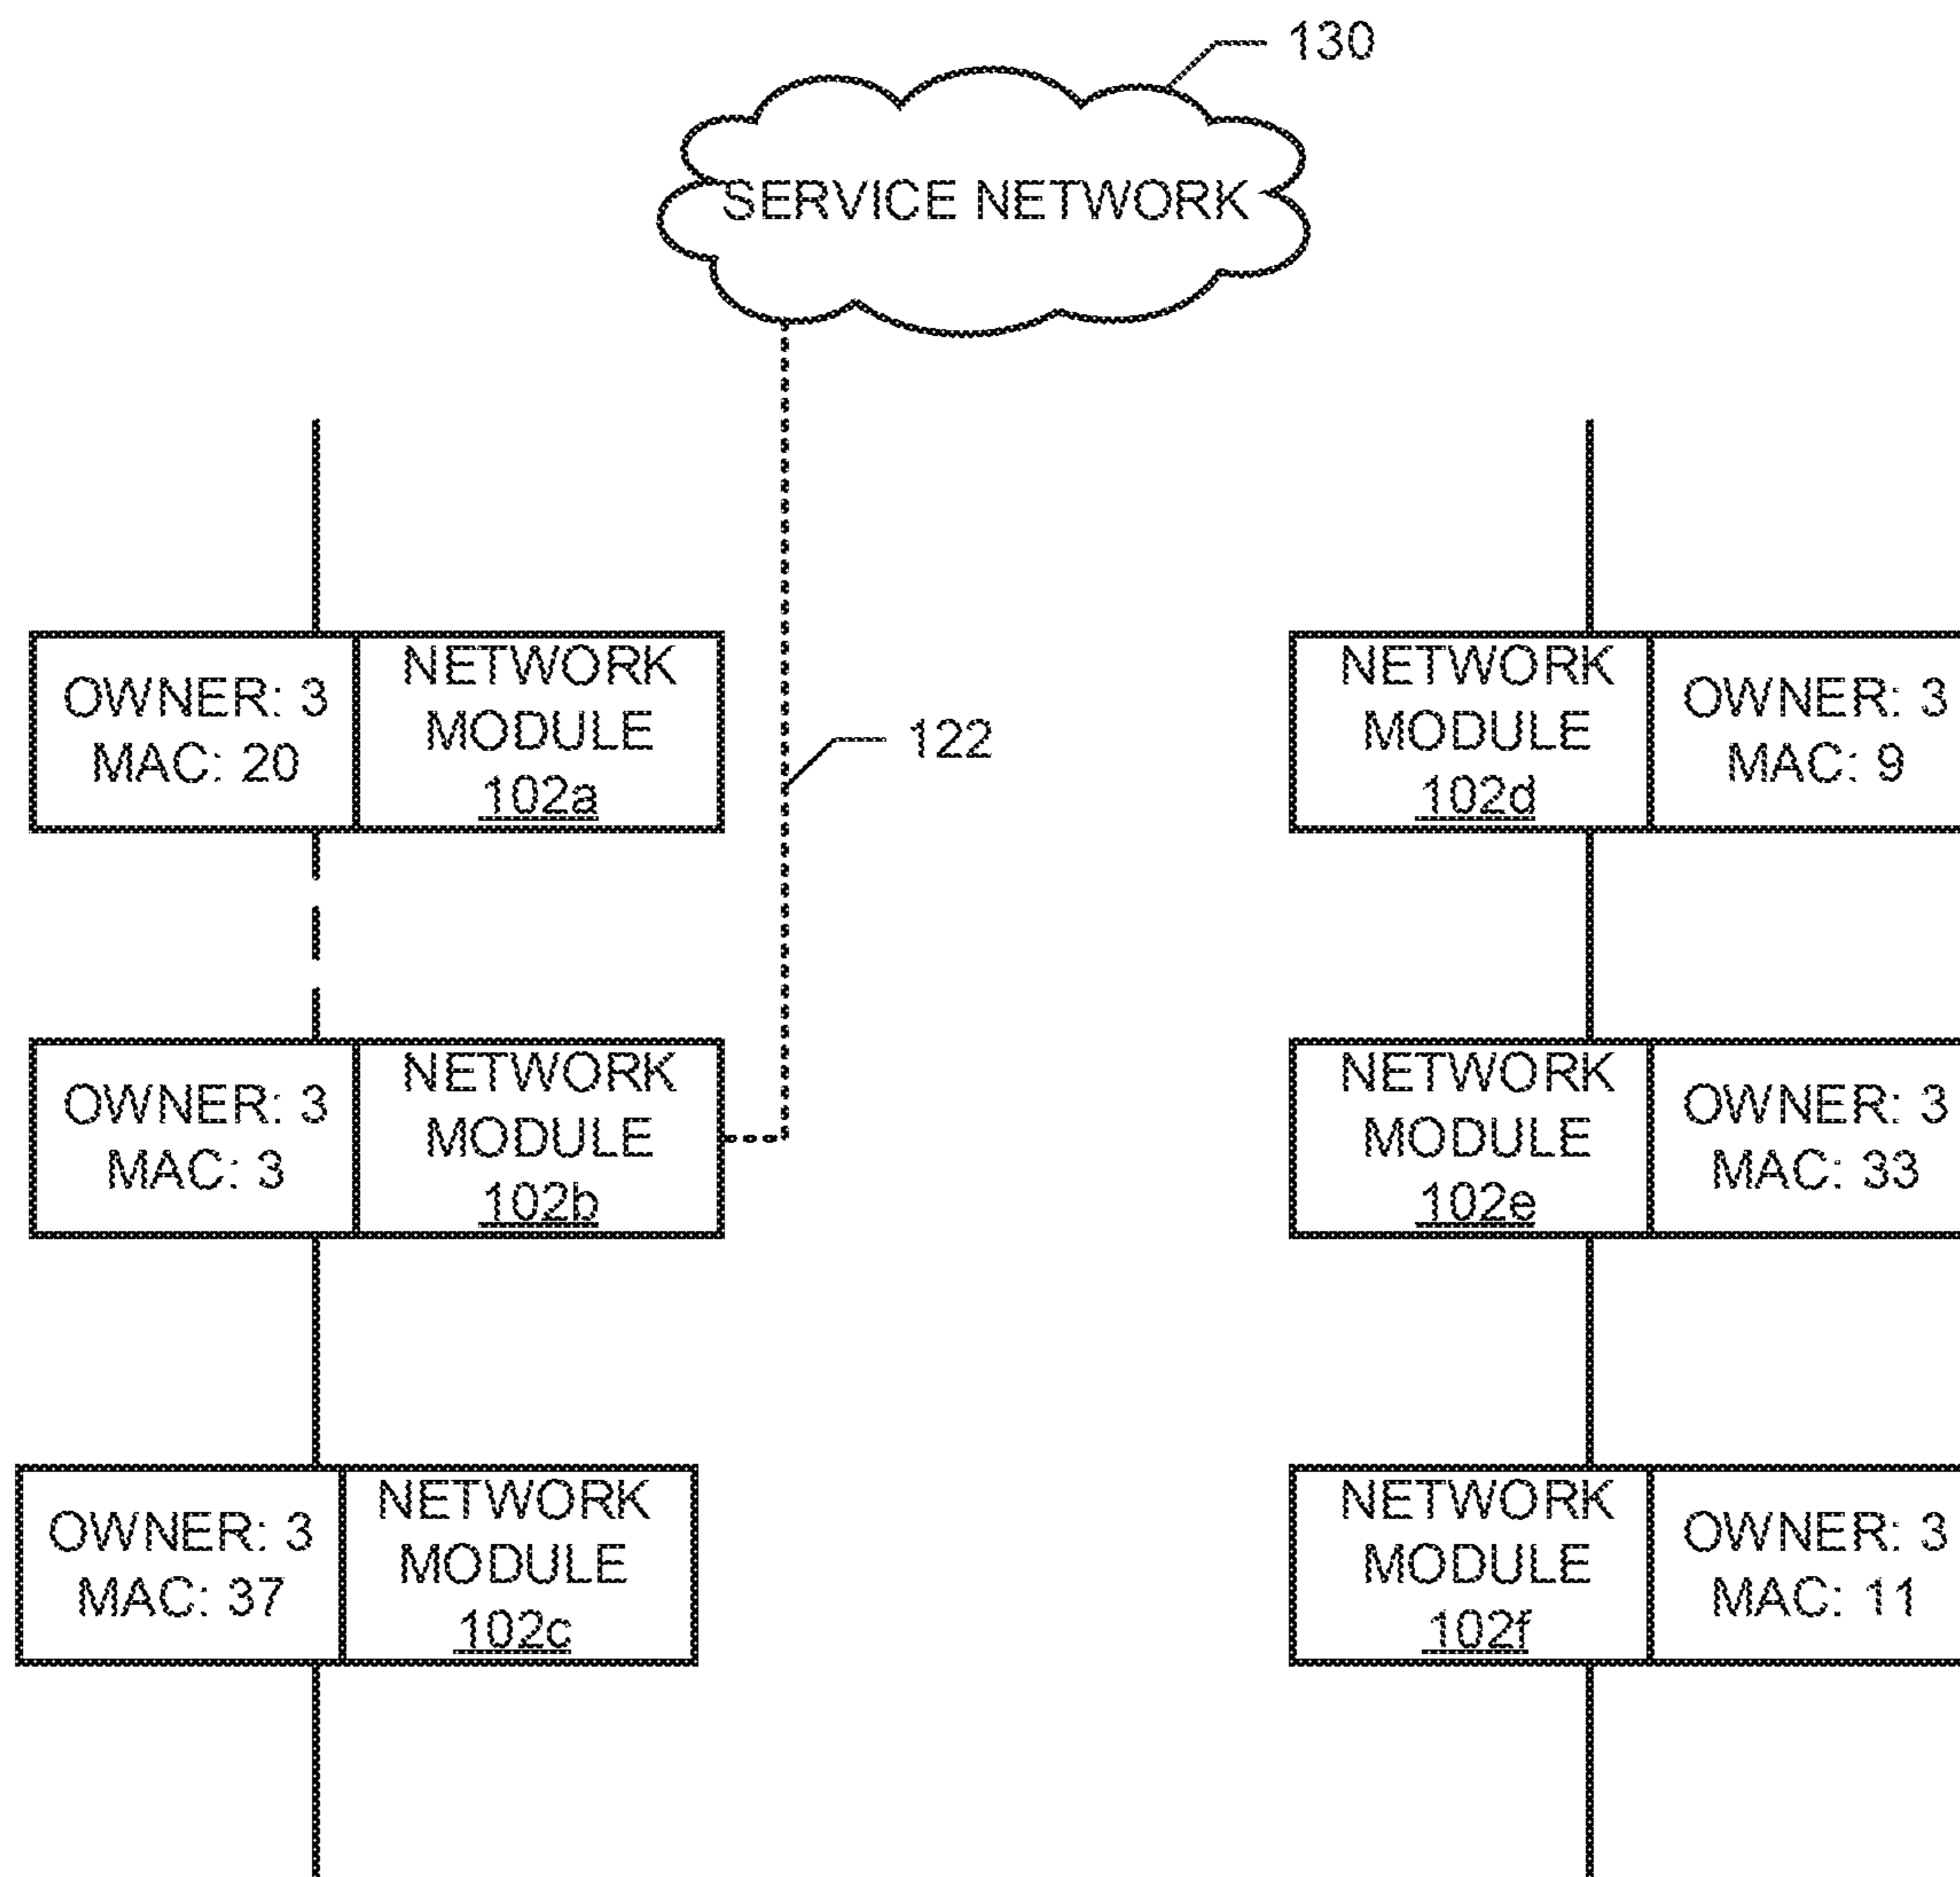 130
SERVICE NETWORK
OWNER: 3
MAC: 20
NETWORK
MODULE
102a
122
NETWORK
MODULE
102d
OWNER: 3
MAC: 9
OWNER: 3
MAC: 3
NETWORK
MODULE
102b
NETWORK
MODULE
102e
OWNER: 3
MAC: 33
OWNER: 3
MAC: 37
NETWORK
MODULE
102c
NETWORK
MODULE
102f
OWNER: 3
MAC: 11